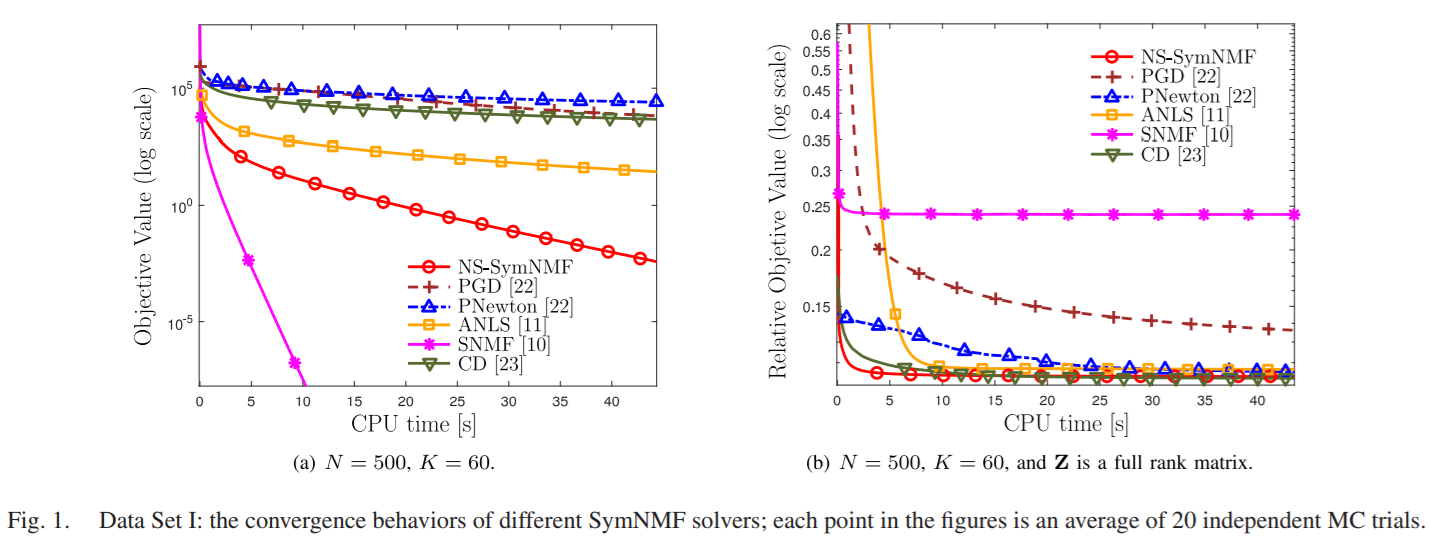 Objective Value (log scale)
10^5
10^0
10^-5
NS-SymNMF
PGD [22]
PNewton [22]
ANLS [11]
SNMF [10]
CD [23]
0 5 10 15 20 25 30 35 40
CPU time [s]
(a) N = 500, K = 60.
Relative Objetive Value (log scale)
0.6
0.55
0.5
0.45
0.4
0.35
0.3
0.25
0.2
0.15
NS-SymNMF
PGD [22]
PNewton [22]
ANLS [11]
SNMF [10]
CD [23]
0 5 10 15 20 25 30 35 40
CPU time [s]
(b) N = 500, K = 60, and Z is a full rank matrix.
Fig. 1. Data Set I: the convergence behaviors of different SymNMF solvers; each point in the figures is an average of 20 independent MC trials.